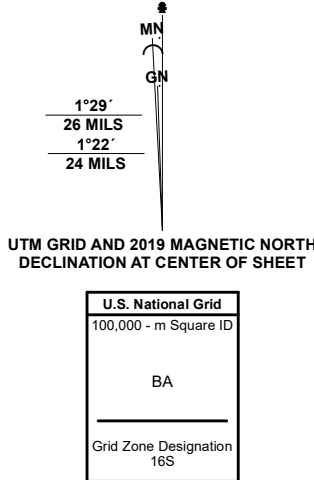 MN
GN
1°29´
26 MILS
1°22´
24 MILS
UTM GRID AND 2019 MAGNETIC NORTH
DECLINATION AT CENTER OF SHEET
U.S. National Grid
100,000 - m Square ID
BA
Grid Zone Designation
16S